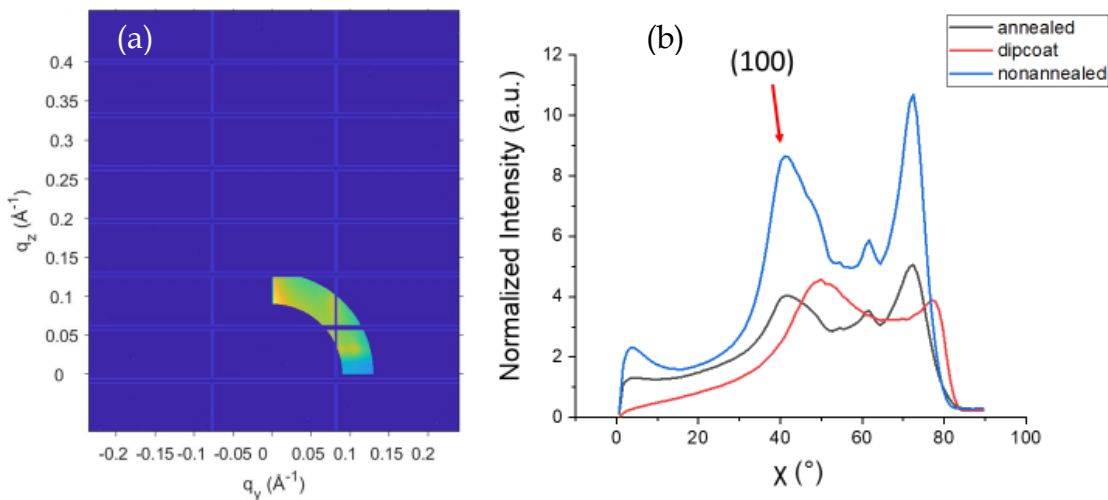 (a)
0.4
0.35
0.3
0.25
0.2
0.15
0.1
0.05
0
q_z (Å^-1)
-0.2 -0.15 -0.1 -0.05 0 0.05 0.1 0.15 0.2
q_y (Å^-1)
(b)
annealed
dipcoat
nonannealed
(100)
12
10
8
6
4
2
0
Normalized Intensity (a.u.)
0 20 40 60 80 100
χ (°)